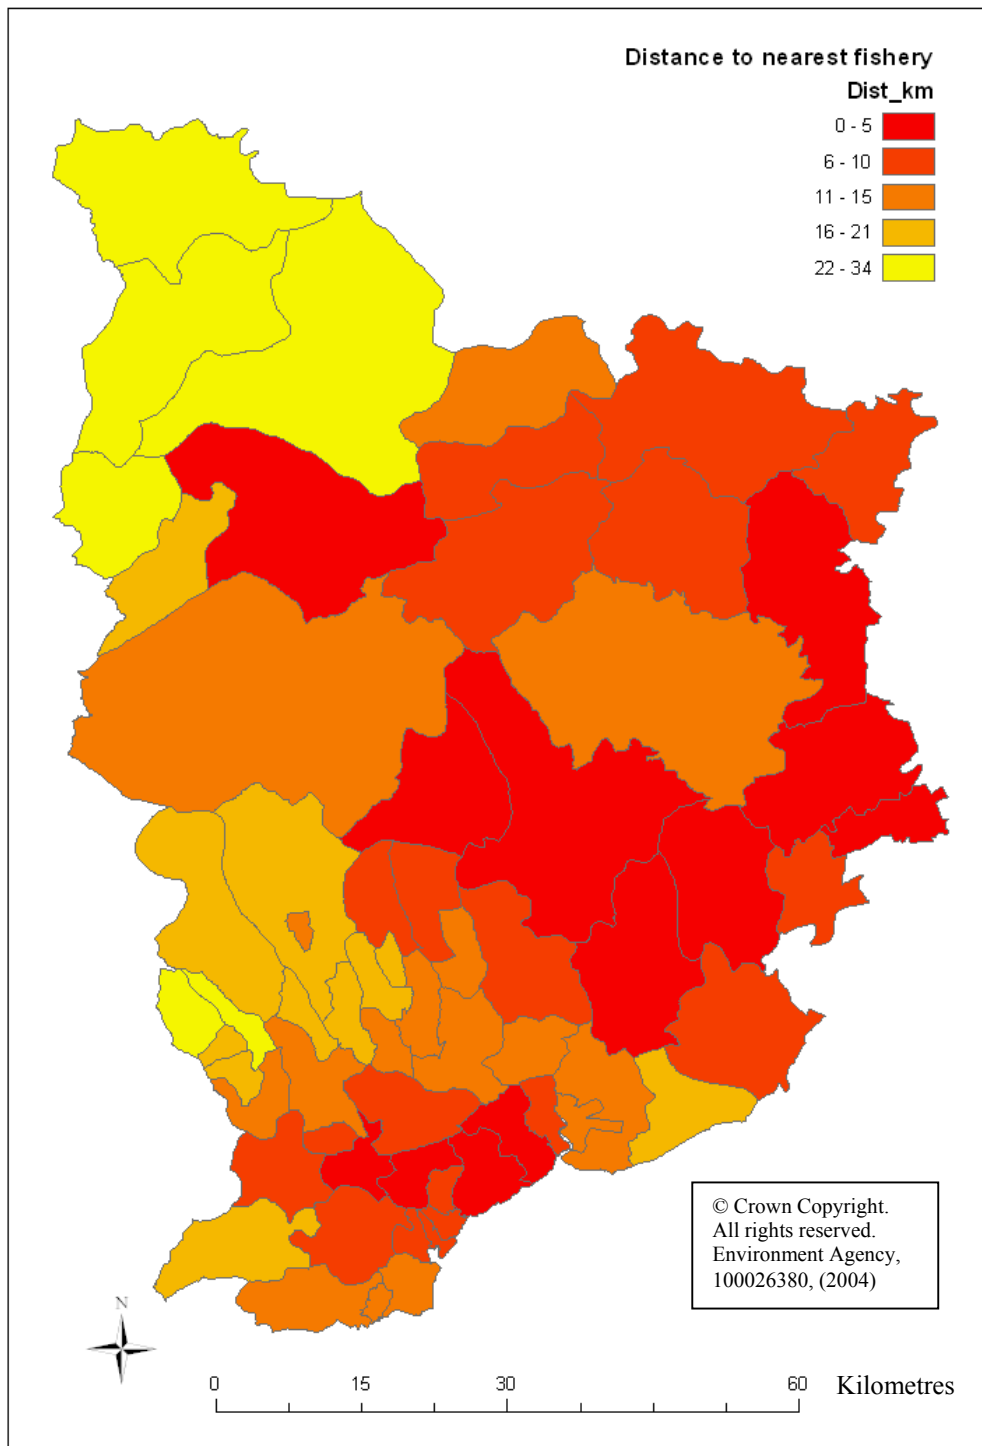 Distance to nearest fishery
Dist_km
0 - 5
6 - 10
11 - 15
16 - 21
22 - 34
© Crown Copyright.
All rights reserved.
Environment Agency,
100026380, (2004)
N
0 15 30 60 Kilometres